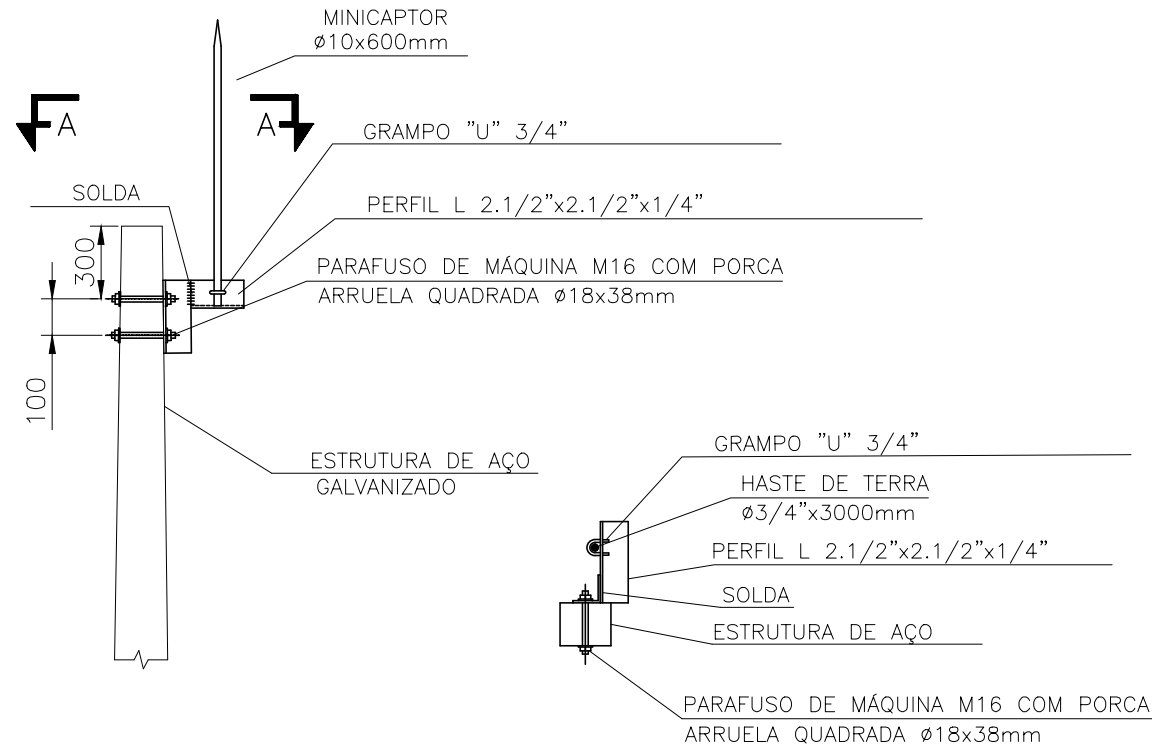 MINICAPTOR
ø10x600mm
A
A
GRAMPO "U" 3/4"
SOLDA
PERFIL L 2.1/2"x2.1/2"x1/4"
300
PARAFUSO DE MÁQUINA M16 COM PORCA
ARRUELA QUADRADA ø18x38mm
100
ESTRUTURA DE AÇO
GALVANIZADO
GRAMPO "U" 3/4"
HASTE DE TERRA
ø3/4"x3000mm
PERFIL L 2.1/2"x2.1/2"x1/4"
SOLDA
ESTRUTURA DE AÇO
PARAFUSO DE MÁQUINA M16 COM PORCA
ARRUELA QUADRADA ø18x38mm